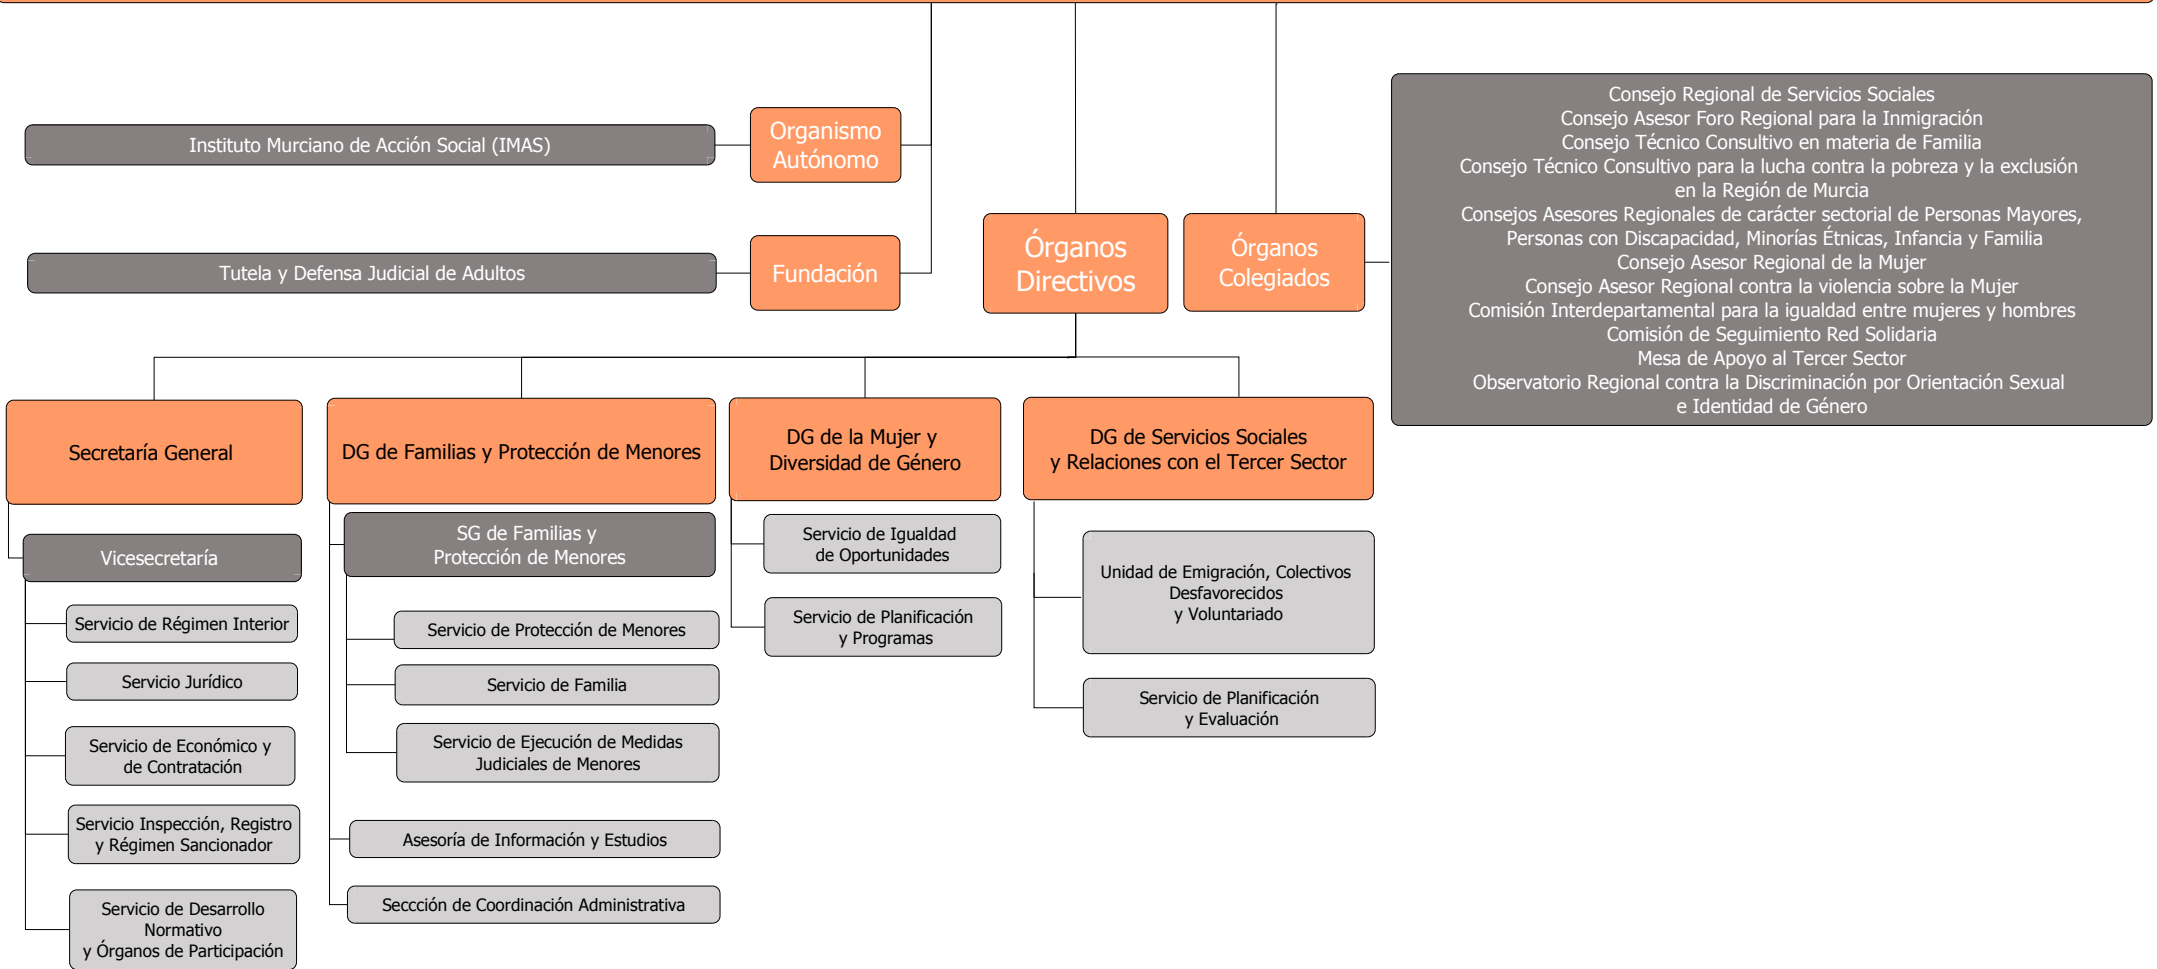 Instituto Murciano de Acción Social (IMAS)
Organismo
Autónomo
Tutela y Defensa Judicial de Adultos
Fundación
Órganos
Directivos
Órganos
Colegiados
Consejo Regional de Servicios Sociales
Consejo Asesor Foro Regional para la Inmigración
Consejo Técnico Consultivo en materia de Familia
Consejo Técnico Consultivo para la lucha contra la pobreza y la exclusión
en la Región de Murcia
Consejos Asesores Regionales de carácter sectorial de Personas Mayores,
Personas con Discapacidad, Minorías Étnicas, Infancia y Familia
Consejo Asesor Regional de la Mujer
Consejo Asesor Regional contra la violencia sobre la Mujer
Comisión Interdepartamental para la igualdad entre mujeres y hombres
Comisión de Seguimiento Red Solidaria
Mesa de Apoyo al Tercer Sector
Observatorio Regional contra la Discriminación por Orientación Sexual
e Identidad de Género
Secretaría General
Vicesecretaría
Servicio de Régimen Interior
Servicio Jurídico
Servicio de Económico y
de Contratación
Servicio Inspección, Registro
y Régimen Sancionador
Servicio de Desarrollo
Normativo
y Órganos de Participación
DG de Familias y Protección de Menores
SG de Familias y
Protección de Menores
Servicio de Protección de Menores
Servicio de Familia
Servicio de Ejecución de Medidas
Judiciales de Menores
Asesoría de Información y Estudios
Seccción de Coordinación Administrativa
DG de la Mujer y
Diversidad de Género
Servicio de Igualdad
de Oportunidades
Servicio de Planificación
y Programas
DG de Servicios Sociales
y Relaciones con el Tercer Sector
Unidad de Emigración, Colectivos
Desfavorecidos
y Voluntariado
Servicio de Planificación
y Evaluación